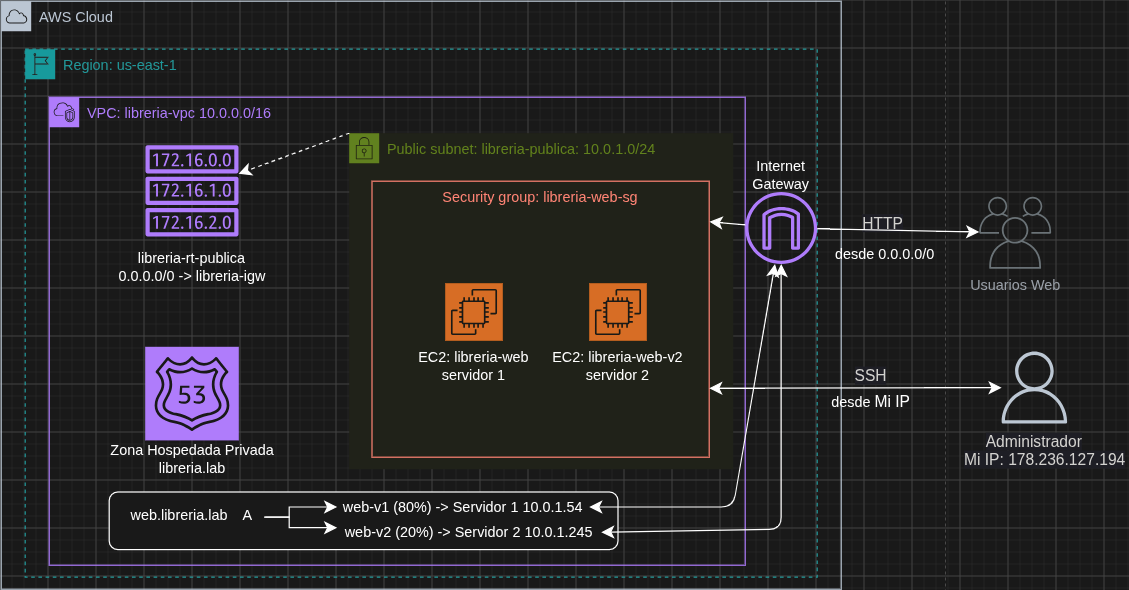 AWS Cloud
Region: us-east-1
VPC: libreria-vpc 10.0.0.0/16
172.16.0.0
172.16.1.0
172.16.2.0
libreria-rt-publica
0.0.0.0/0 -> libreria-igw
Public subnet: libreria-publica: 10.0.1.0/24
Security group: libreria-web-sg
EC2: libreria-web
servidor 1
EC2: libreria-web-v2
servidor 2
Internet
Gateway
HTTP
desde 0.0.0.0/0
Usuarios Web
SSH
desde Mi IP
Administrador
Mi IP: 178.236.127.194
53
Zona Hospedada Privada
libreria.lab
web.libreria.lab A
web-v1 (80%) -> Servidor 1 10.0.1.54
web-v2 (20%) -> Servidor 2 10.0.1.245